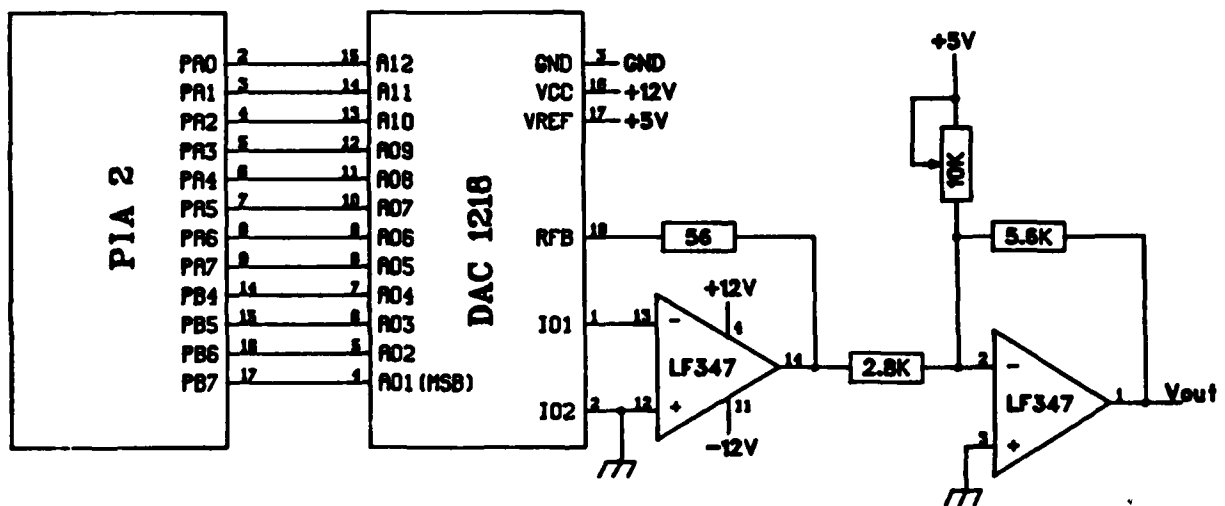 PIA 2
DAC 1218
PA0 2 15 A12
PA1 3 14 A11
PA2 4 13 A10
PA3 5 12 A09
PA4 6 11 A08
PA5 7 10 A07
PA6 8 9 A06
PA7 9 8 A05
PB4 14 7 A04
PB5 15 6 A03
PB6 16 5 A02
PB7 17 4 A01(MSB)
GND 3 GND
VCC 16 +12V
VREF 17 +5V
RFB 18 56
IO1 1 13 -
IO2 2 12 +
+12V
4
LF347 14
11
-12V
2.8K
+5V
10K
5.6K
2 -
LF347 1 Vout
3 +